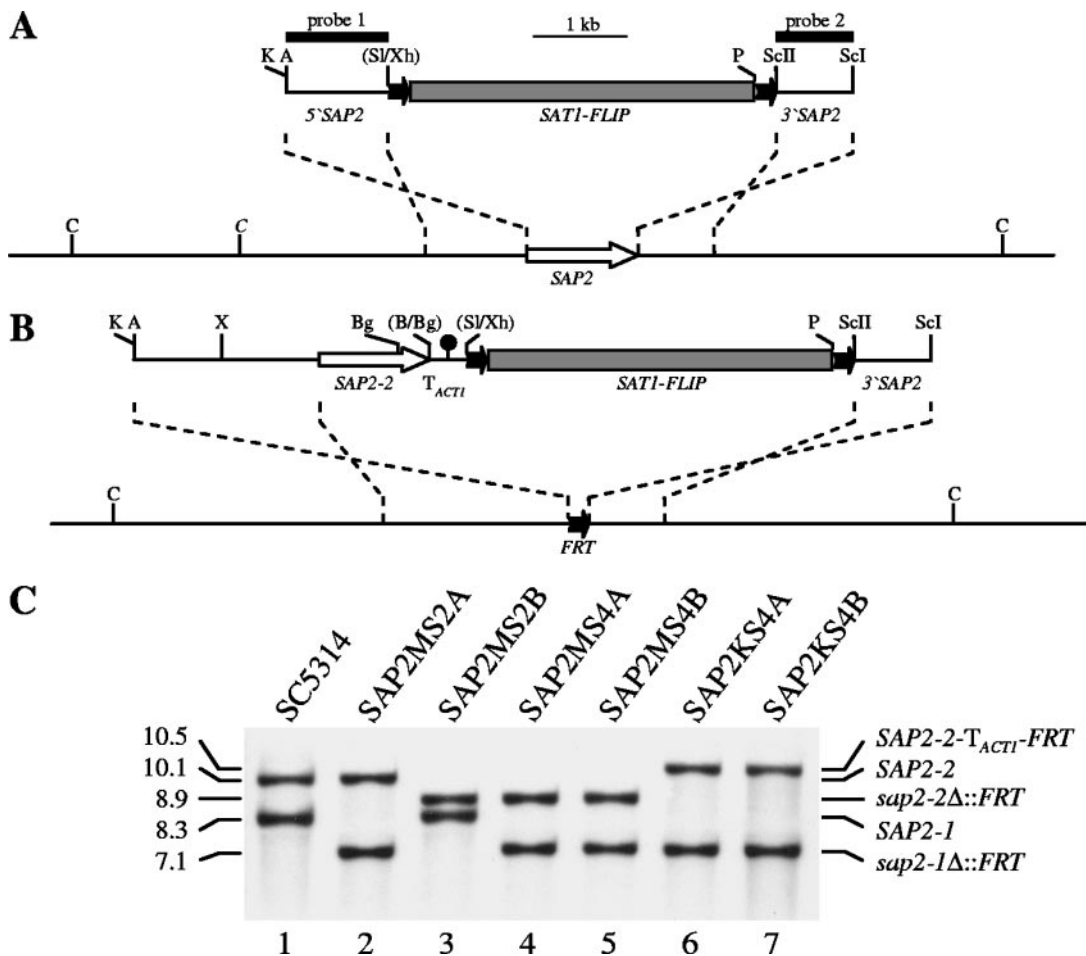 A
probe 1
1 kb
probe 2
K A
(Sl/Xh)
P
ScII
ScI
5`SAP2
SAT1-FLIP
3`SAP2
C
C
C
SAP2
B
K A
X
Bg
(B/Bg)
(Sl/Xh)
P
ScII
ScI
SAP2-2
TACT1
SAT1-FLIP
3`SAP2
C
C
FRT
C
SC5314
SAP2MS2A
SAP2MS2B
SAP2MS4A
SAP2MS4B
SAP2KS4A
SAP2KS4B
10.5
10.1
8.9
8.3
7.1
SAP2-2-TACT1-FRT
SAP2-2
sap2-2Δ::FRT
SAP2-1
sap2-1Δ::FRT
1 2 3 4 5 6 7